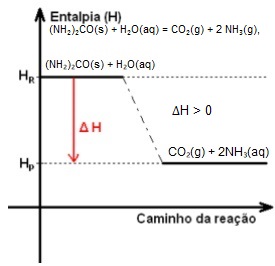 Entalpia (H)
(NH₂)₂CO(s) + H₂O(aq) = CO₂(g) + 2 NH₃(g),
(NH₂)₂CO(s) + H₂O(aq)
H_R
ΔH > 0
Δ H
CO₂(g) + 2NH₃(aq)
H_P
Caminho da reação